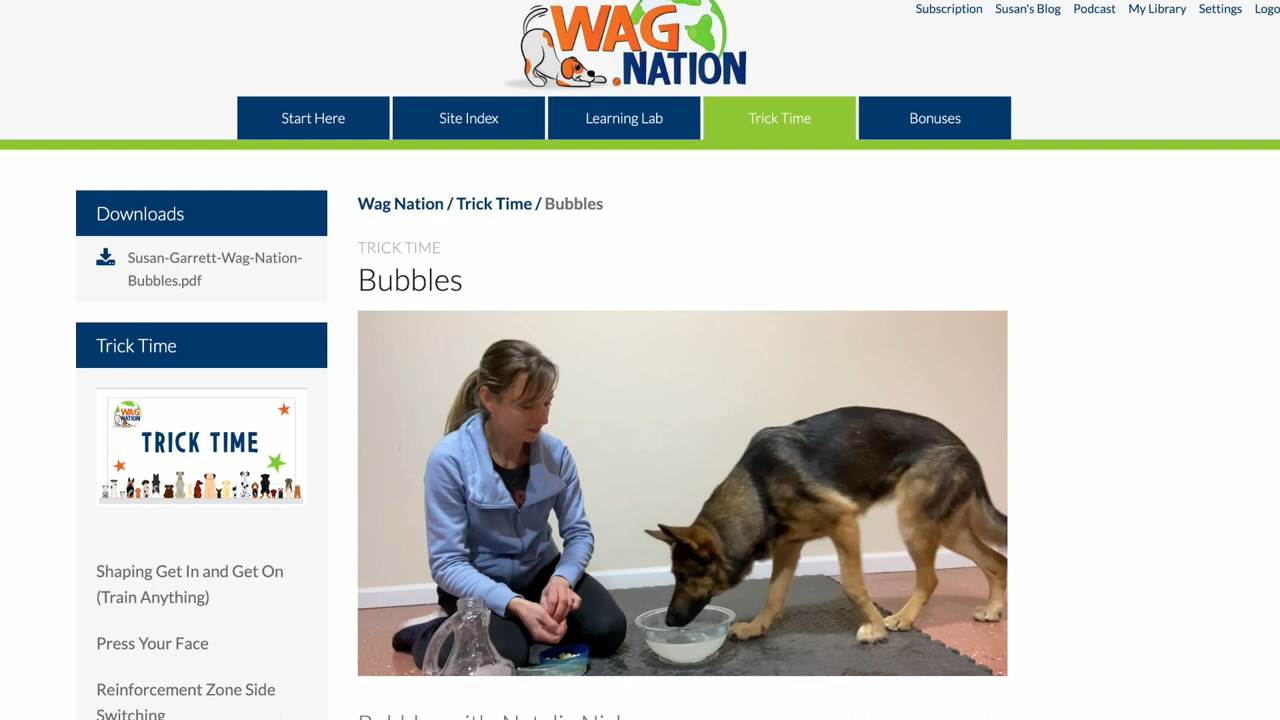 Subscription Susan's Blog Podcast My Library Settings Logo
WAG
.NATION
Start Here
Site Index
Learning Lab
Trick Time
Bonuses
Downloads
Susan-Garrett-Wag-Nation-
Bubbles.pdf
Trick Time
WAG
NATION
TRICK TIME
Shaping Get In and Get On
(Train Anything)
Press Your Face
Reinforcement Zone Side
Switching
Wag Nation / Trick Time / Bubbles
TRICK TIME
Bubbles